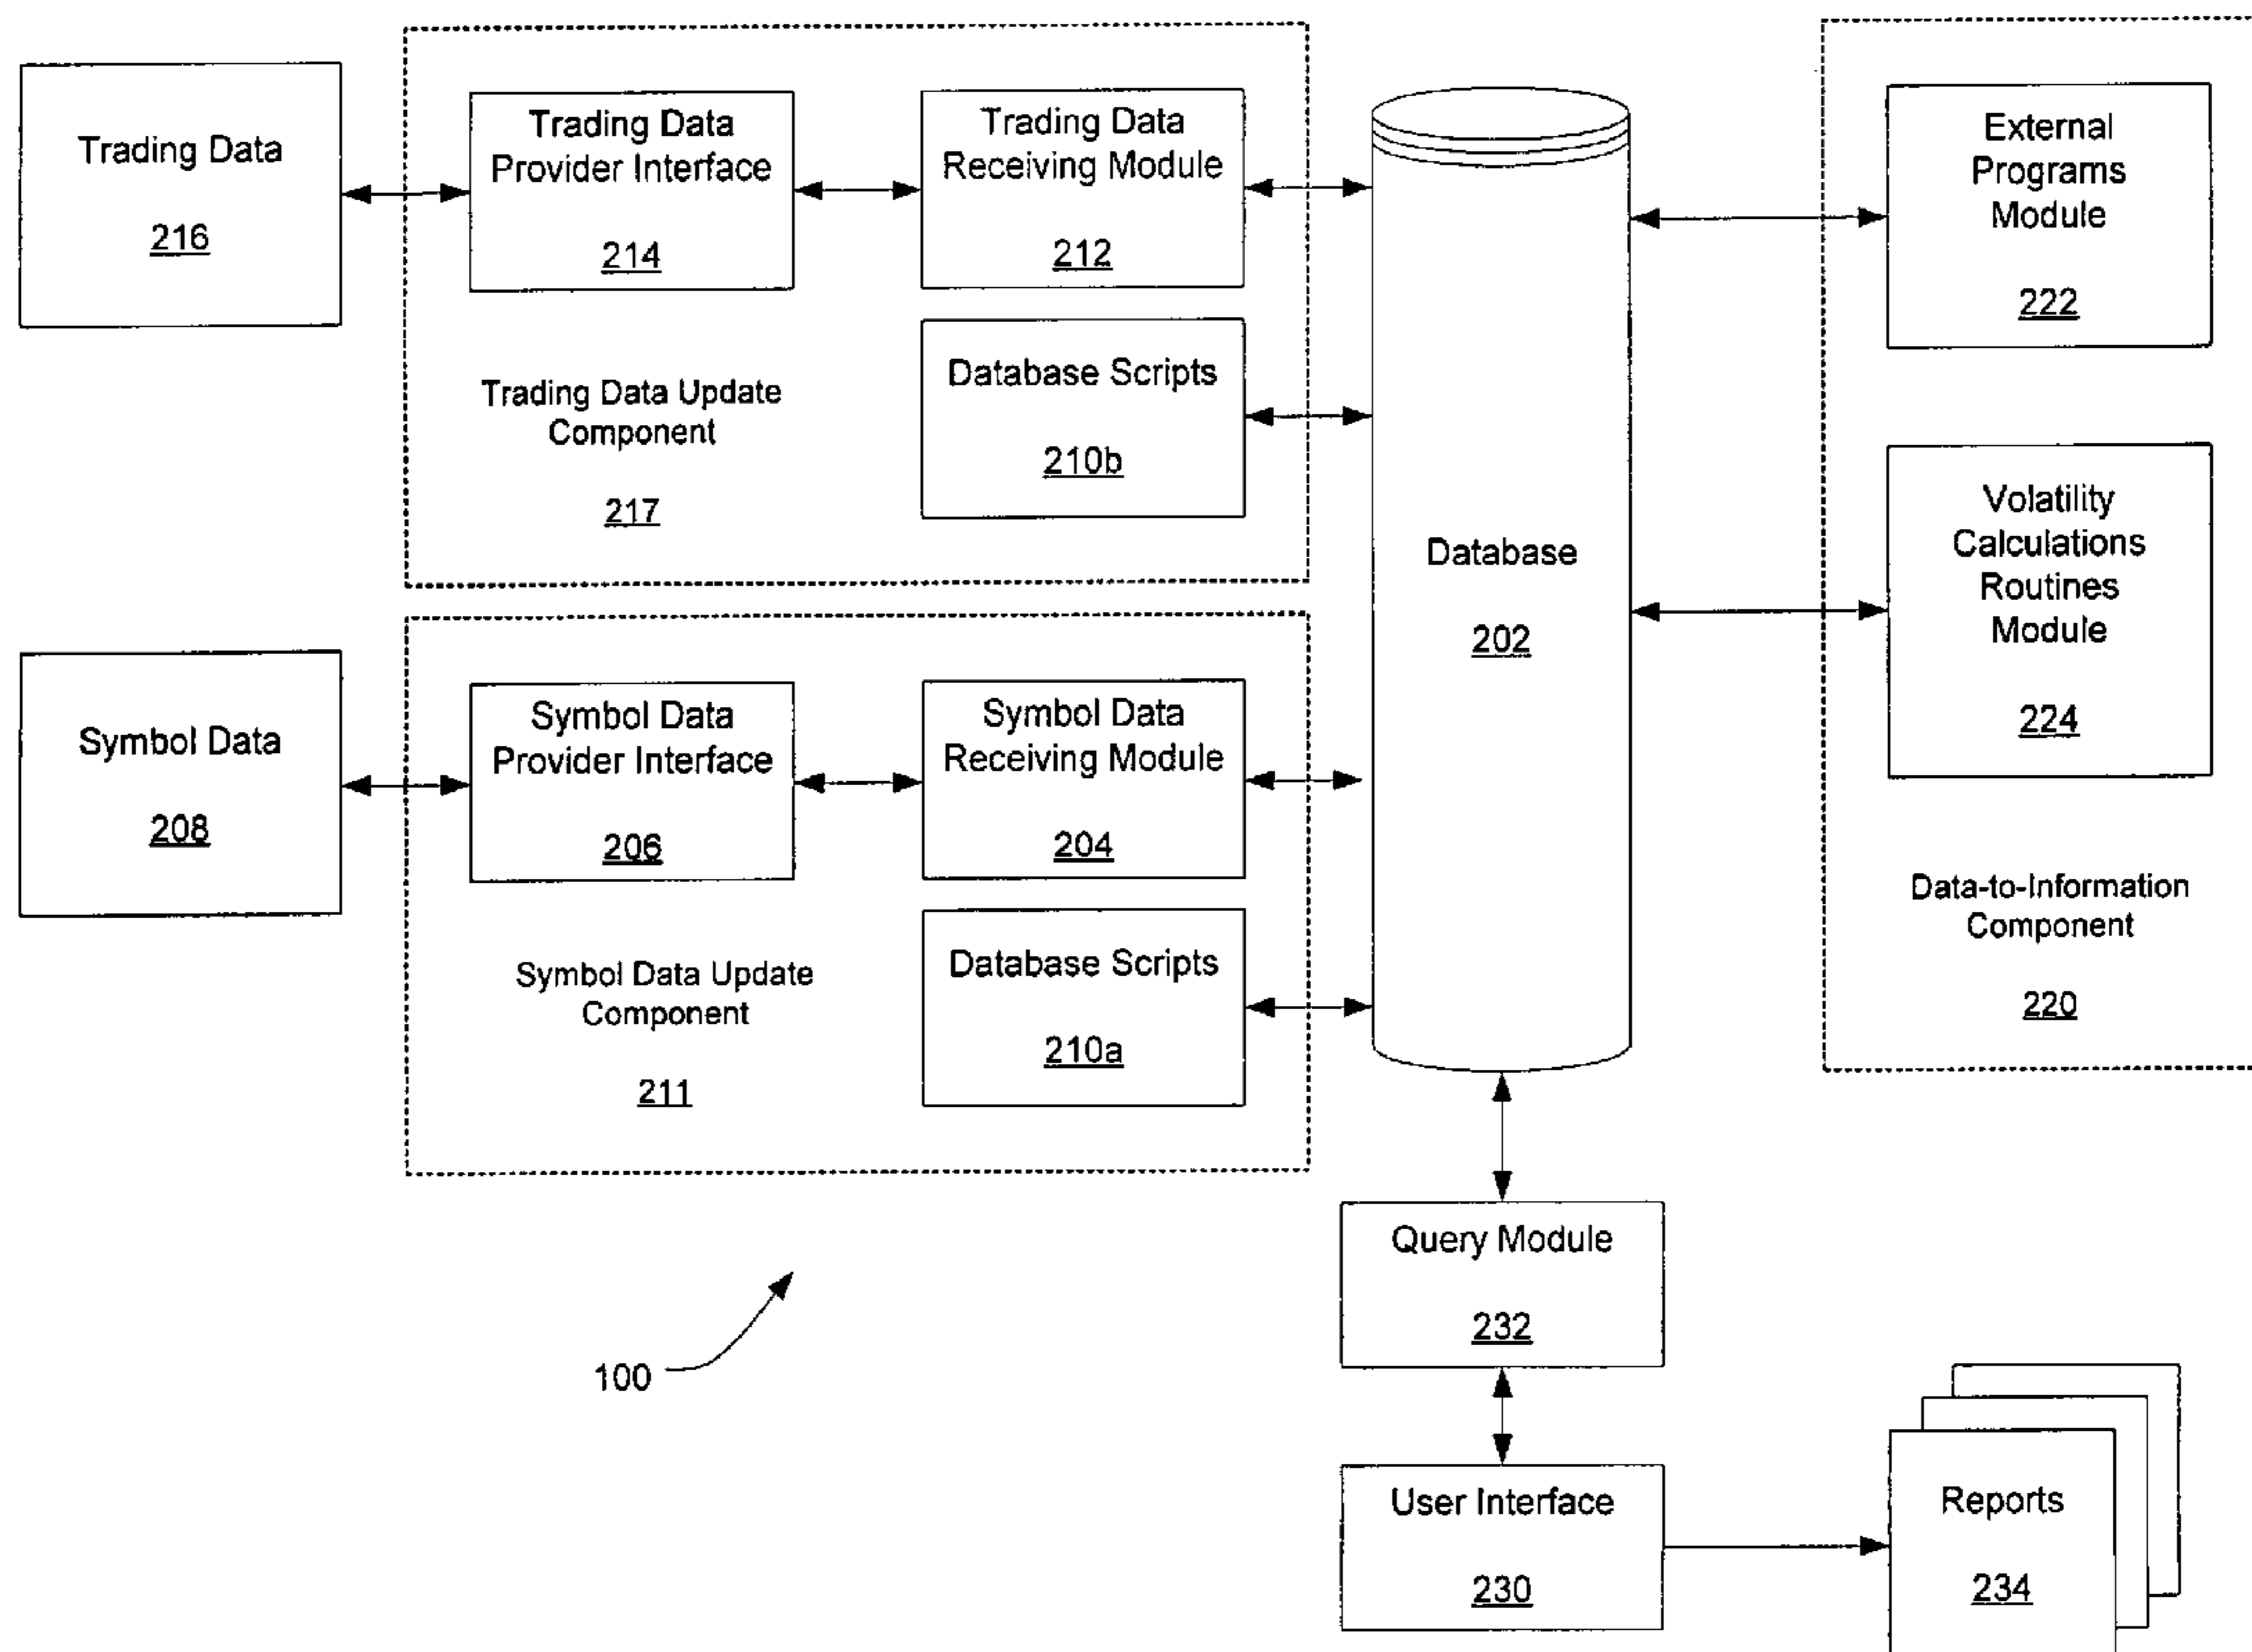 Trading Data
216
Trading Data
Provider Interface
214
Trading Data
Receiving Module
212
Trading Data Update
Component
217
Database Scripts
210b
Symbol Data
208
Symbol Data
Provider Interface
206
Symbol Data
Receiving Module
204
Symbol Data Update
Component
211
Database Scripts
210a
Database
202
External
Programs
Module
222
Volatility
Calculations
Routines
Module
224
Data-to-Information
Component
220
Query Module
232
100
User Interface
230
Reports
234